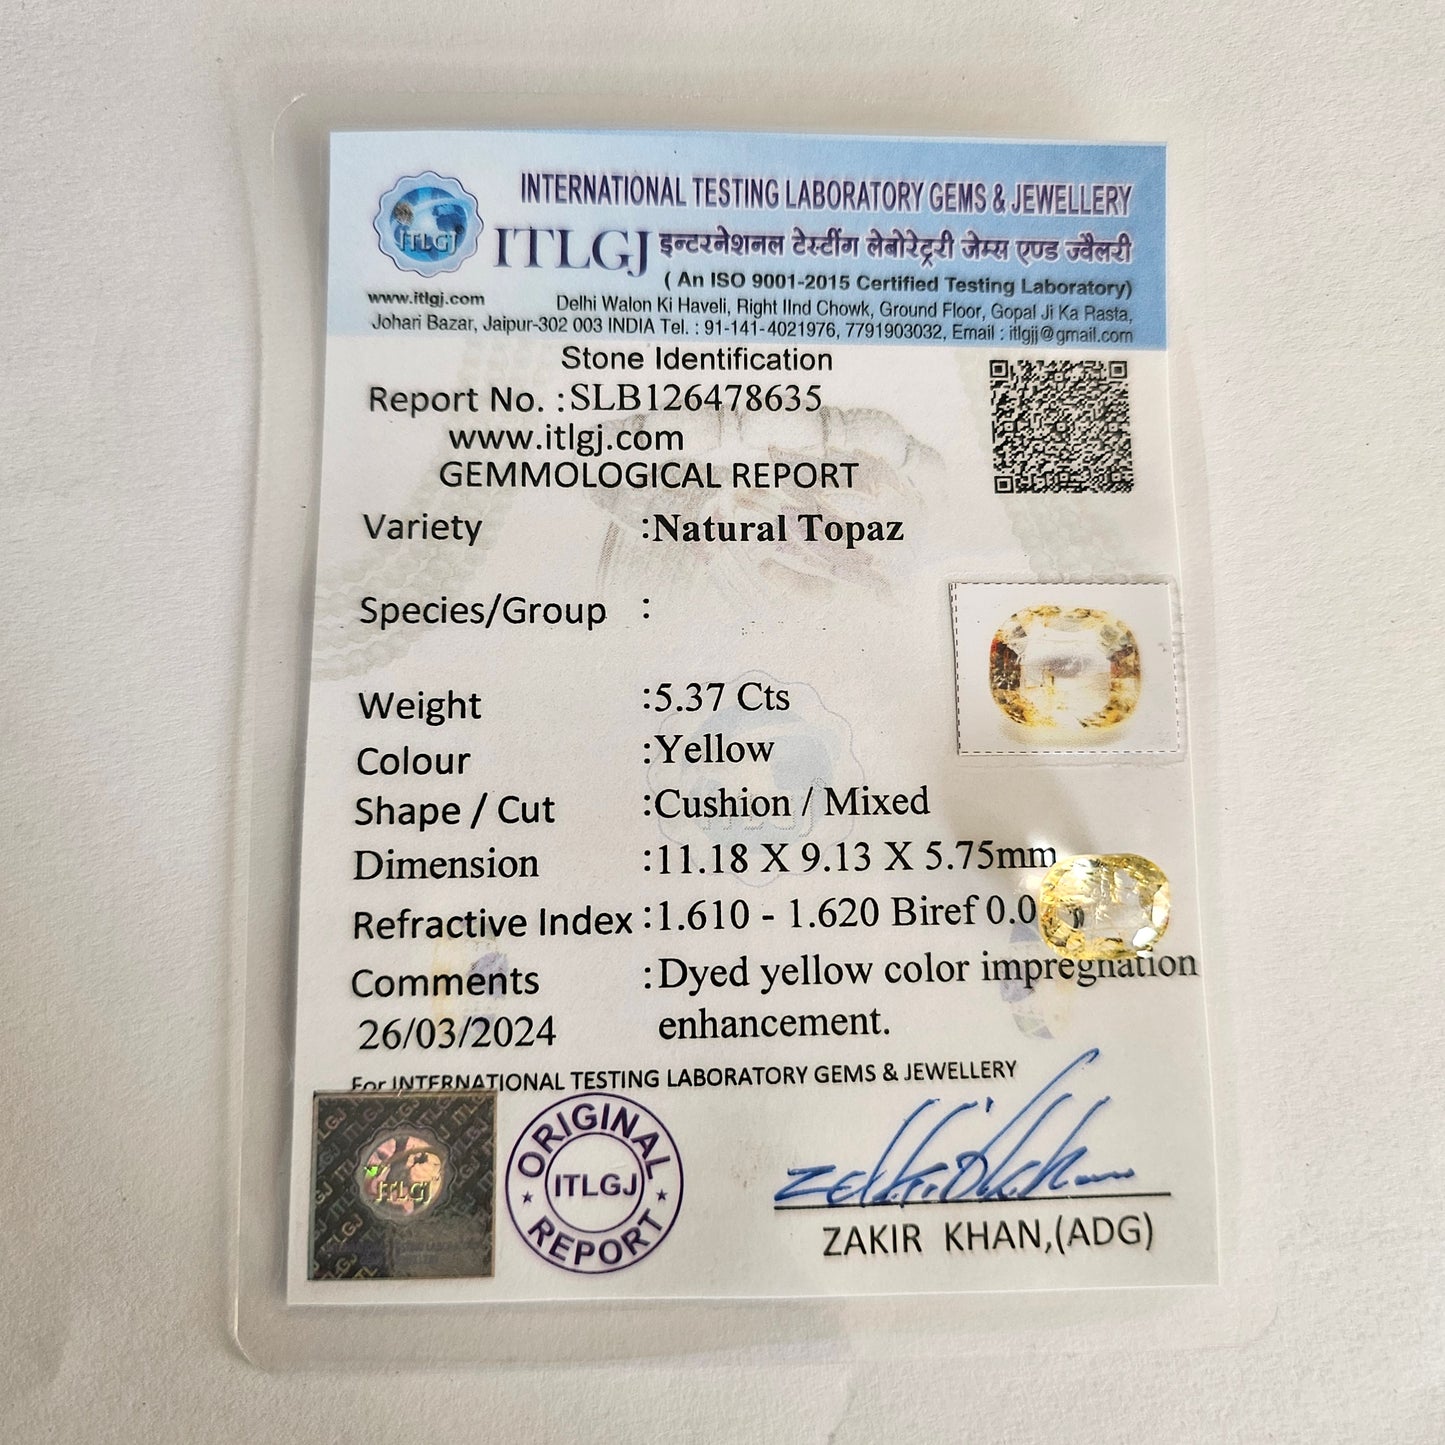 INTERNATIONAL TESTING LABORATORY GEMS & JEWELLERY
ITLGJ
ITLGJ इन्टरनेशनल टेस्टींग लेबोरेट्ररी जेम्स एण्ड ज्वैलरी
( An ISO 9001-2015 Certified Testing Laboratory)
www.itlgj.com Delhi Walon Ki Haveli, Right IInd Chowk, Ground Floor, Gopal Ji Ka Rasta,
Johari Bazar, Jaipur-302 003 INDIA Tel. : 91-141-4021976, 7791903032, Email : itlgjj@gmail.com
Stone Identification
Report No. :SLB126478635
www.itlgj.com
GEMMOLOGICAL REPORT
Variety :Natural Topaz
Species/Group :
Weight :5.37 Cts
Colour :Yellow
Shape / Cut :Cushion / Mixed
Dimension :11.18 X 9.13 X 5.75mm
Refractive Index :1.610 - 1.620 Biref 0.0
Comments :Dyed yellow color impregnation
26/03/2024 enhancement.
For INTERNATIONAL TESTING LABORATORY GEMS & JEWELLERY
ITLGJ
ORIGINAL
ITLGJ
REPORT
ZAKIR KHAN,(ADG)